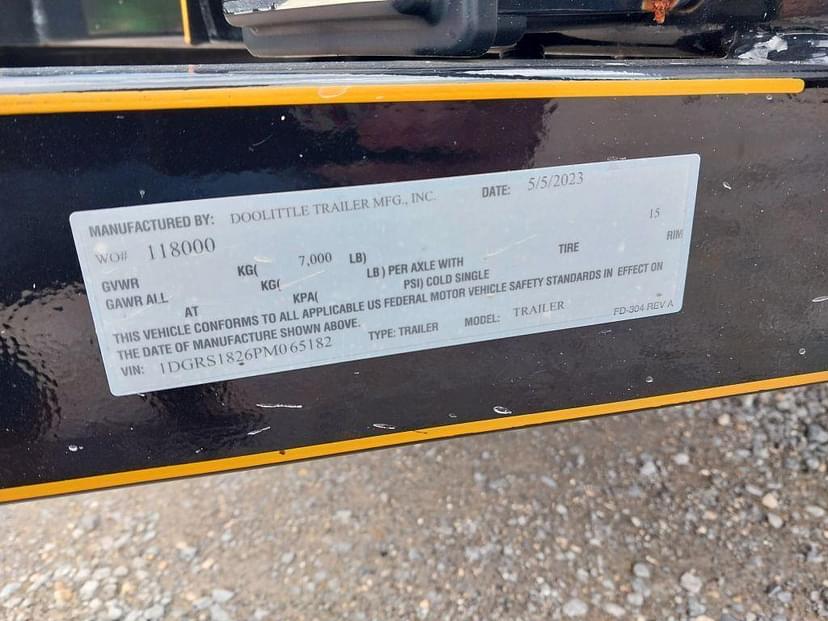 MANUFACTURED BY: DOOLITTLE TRAILER MFG., INC. DATE: 5/5/2023
WO# 118000 15
GVWR KG( 7,000 LB) TIRE RIM
GAWR ALL KG( LB) PER AXLE WITH
AT KPA( PSI) COLD SINGLE
THIS VEHICLE CONFORMS TO ALL APPLICABLE US FEDERAL MOTOR VEHICLE SAFETY STANDARDS IN EFFECT ON
THE DATE OF MANUFACTURE SHOWN ABOVE.
VIN: 1DGRS1826PM065182 TYPE: TRAILER MODEL: TRAILER FD-304 REV A